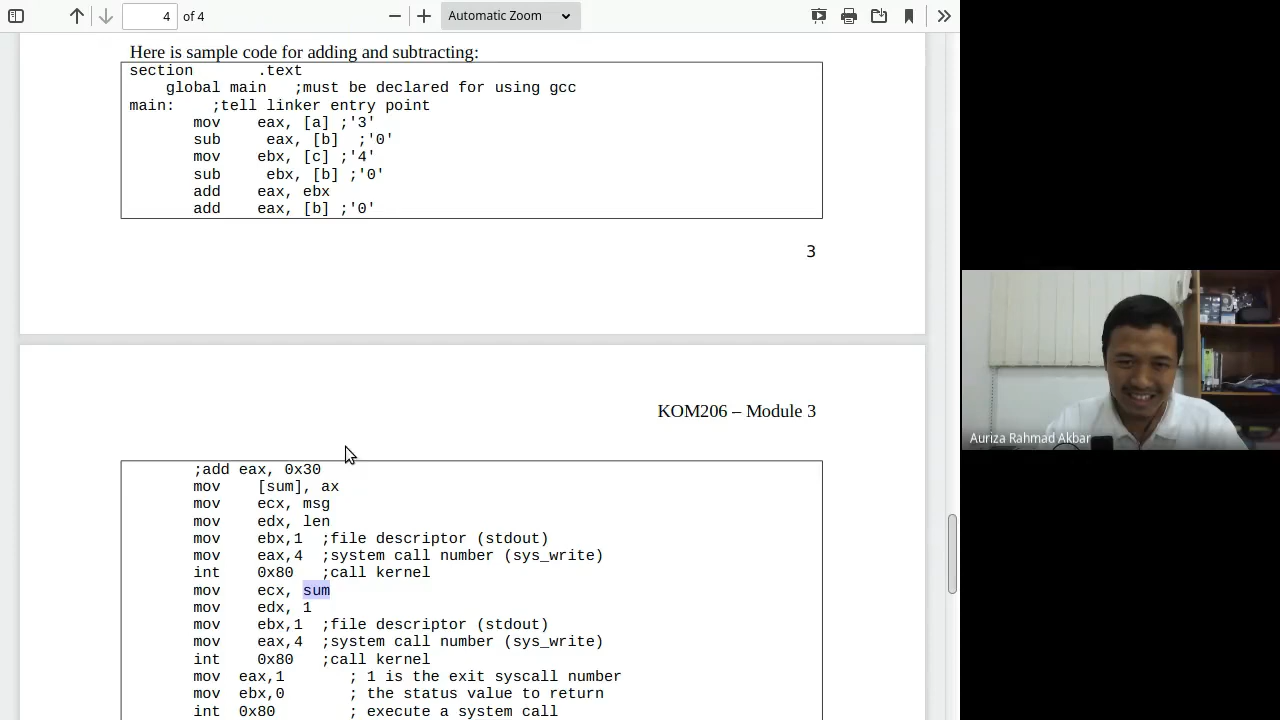 4 of 4 Automatic Zoom
Here is sample code for adding and subtracting:
section .text
global main ;must be declared for using gcc
main: ;tell linker entry point
mov eax, [a] ;'3'
sub eax, [b] ;'0'
mov ebx, [c] ;'4'
sub ebx, [b] ;'0'
add eax, ebx
add eax, [b] ;'0'
3
KOM206 – Module 3
;add eax, 0x30
mov [sum], ax
mov ecx, msg
mov edx, len
mov ebx,1 ;file descriptor (stdout)
mov eax,4 ;system call number (sys_write)
int 0x80 ;call kernel
mov ecx, sum
mov edx, 1
mov ebx,1 ;file descriptor (stdout)
mov eax,4 ;system call number (sys_write)
int 0x80 ;call kernel
mov eax,1 ; 1 is the exit syscall number
mov ebx,0 ; the status value to return
int 0x80 ; execute a system call
Auriza Rahmad Akbar